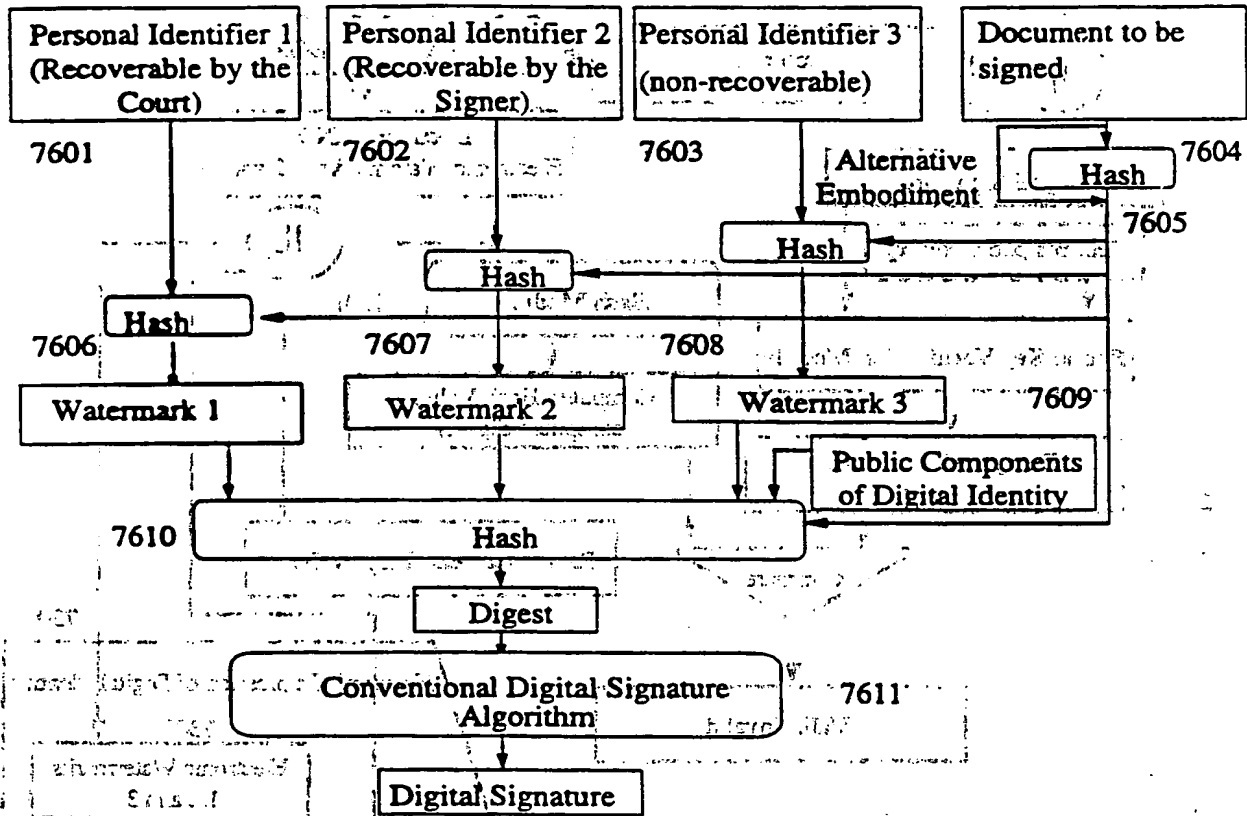 Personal Identifier 1
(Recoverable by the
Court)
Personal Identifier 2
(Recoverable by the
Signer)
Personal Identifier 3
(non-recoverable)
Document to be
signed
7601
7602
7603
7604
Hash
Alternative
Embodiment
7605
Hash
Hash
Hash
7606
7607
7608
Watermark 1
Watermark 2
Watermark 3
7609
Public Components
of Digital Identity
7610
Hash
Digest
Conventional Digital Signature
Algorithm
7611
Digital Signature